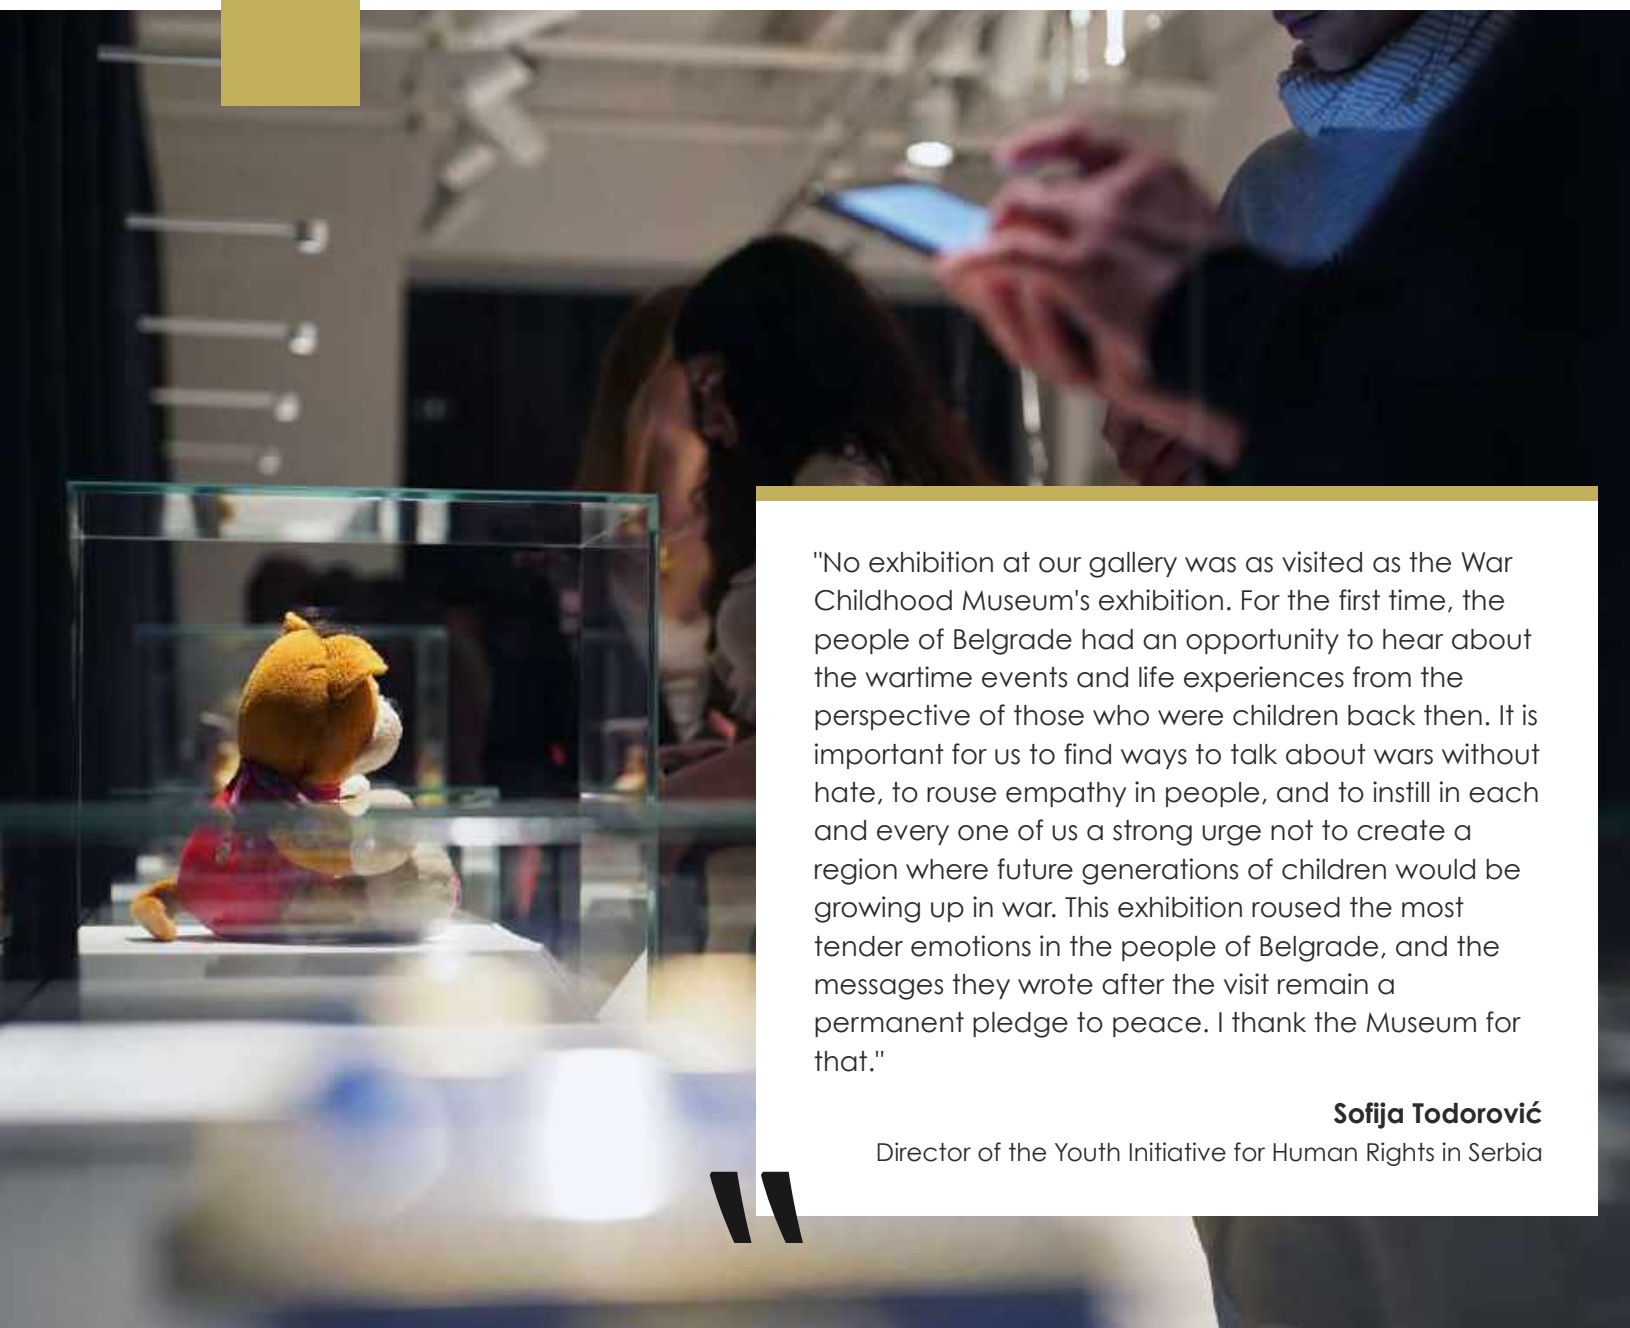 "No exhibition at our gallery was as visited as the War
Childhood Museum's exhibition. For the first time, the
people of Belgrade had an opportunity to hear about
the wartime events and life experiences from the
perspective of those who were children back then. It is
important for us to find ways to talk about wars without
hate, to rouse empathy in people, and to instill in each
and every one of us a strong urge not to create a
region where future generations of children would be
growing up in war. This exhibition roused the most
tender emotions in the people of Belgrade, and the
messages they wrote after the visit remain a
permanent pledge to peace. I thank the Museum for
that."
Sofija Todorović
Director of the Youth Initiative for Human Rights in Serbia
"